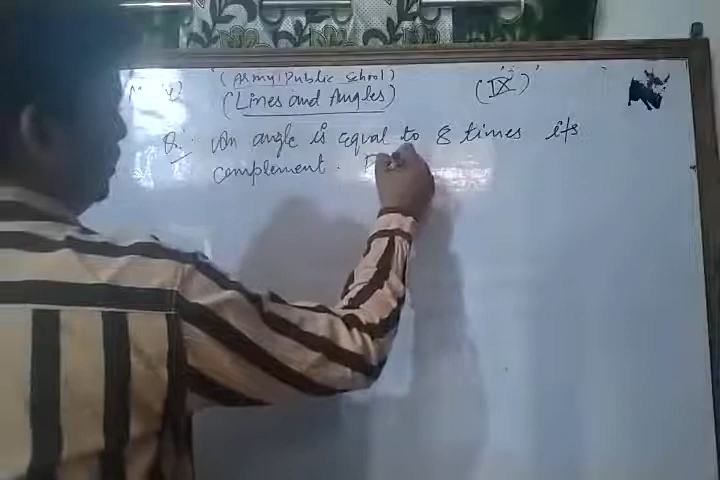 (Army Public School)
(Lines and Angles) (IX)
Q:- An angle is equal to 8 times its
complement.